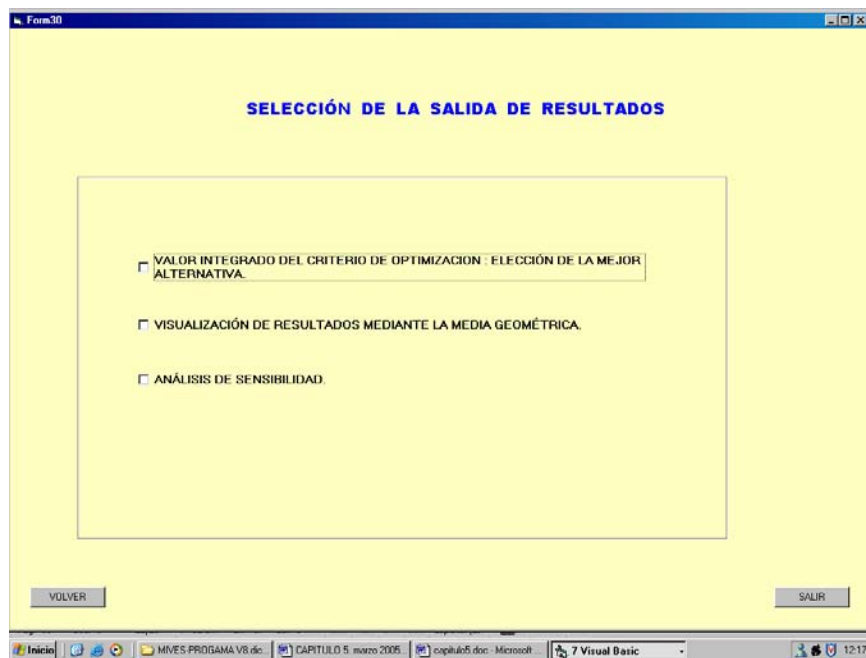 Form30
SELECCIÓN DE LA SALIDA DE RESULTADOS
VALOR INTEGRADO DEL CRITERIO DE OPTIMIZACION : ELECCIÓN DE LA MEJOR
ALTERNATIVA.
VISUALIZACIÓN DE RESULTADOS MEDIANTE LA MEDIA GEOMÉTRICA.
ANÁLISIS DE SENSIBILIDAD.
VOLVER
SALIR
Inicio
MIVES-PROGAMA V8 dic...
CAPITULO 5. marzo 2005...
capitulo5.doc - Microsoft ...
7 Visual Basic